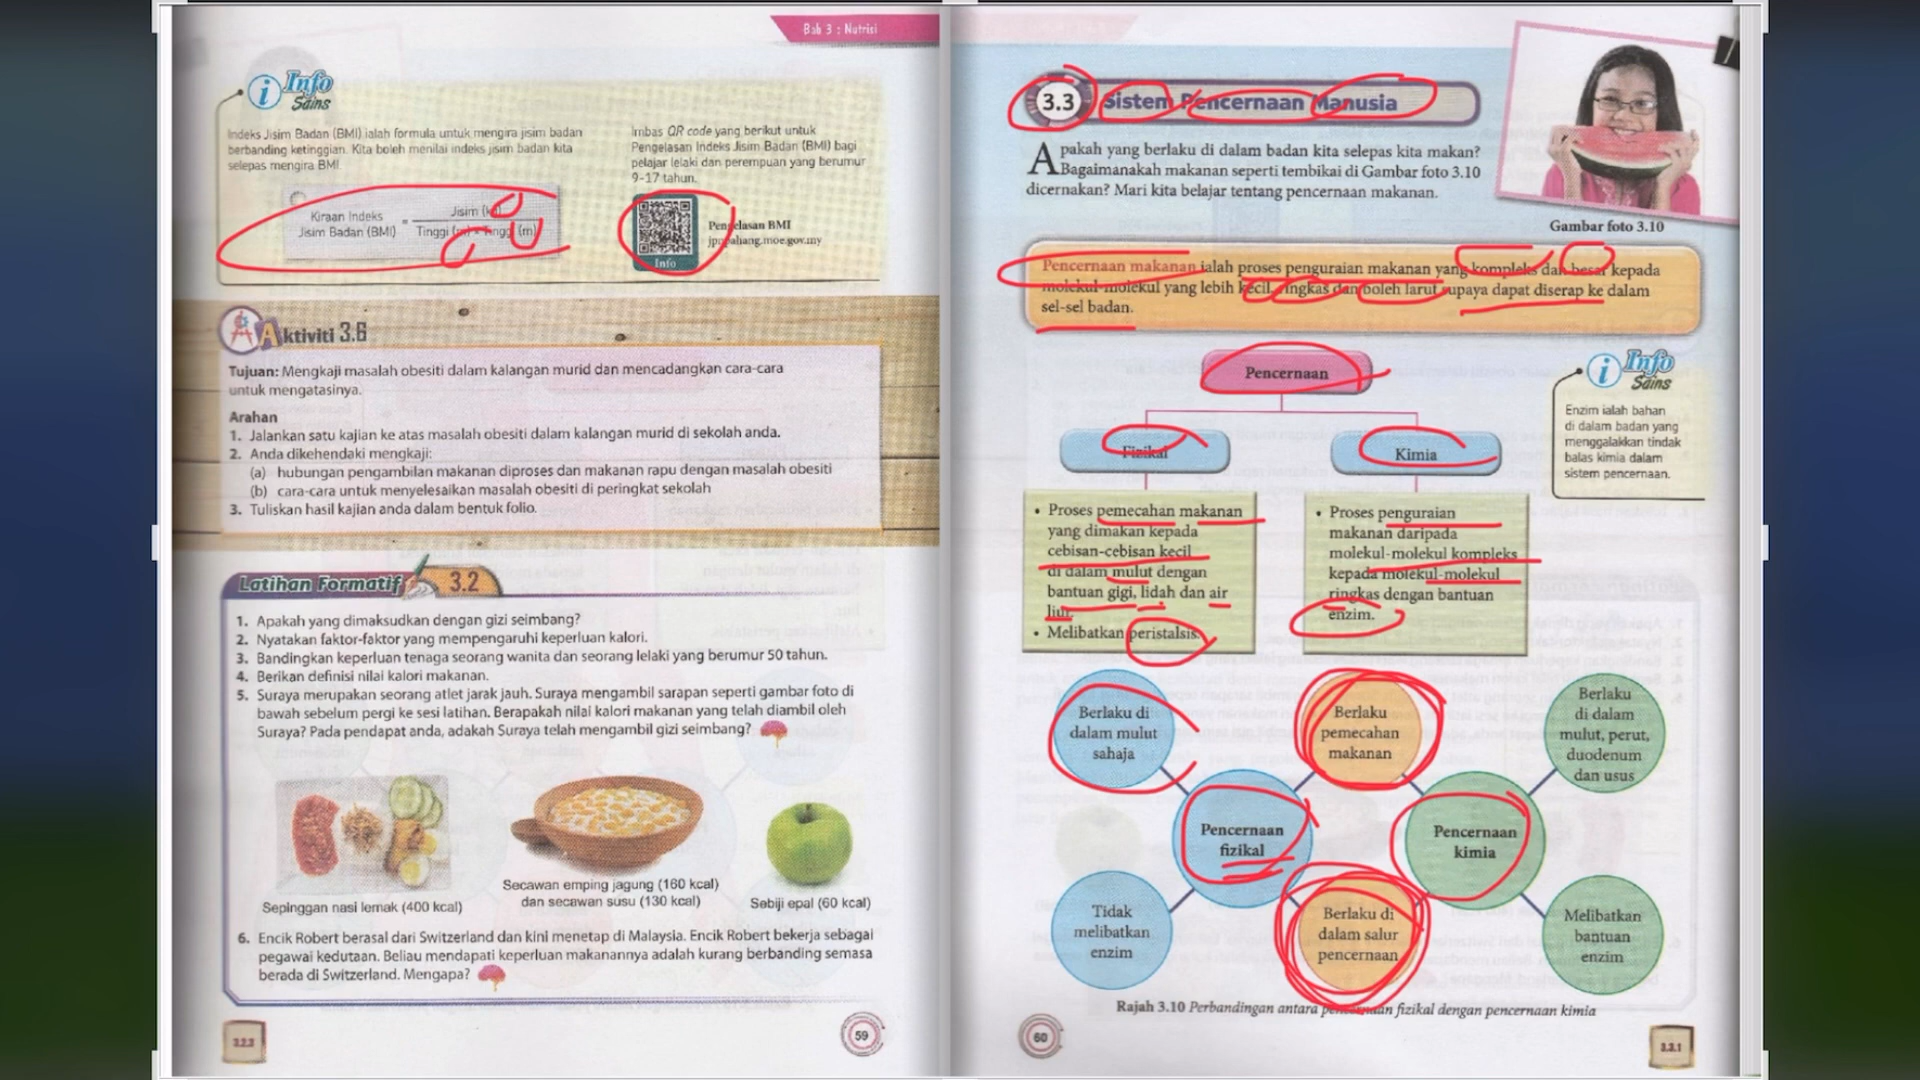 Bab 3 : Nutrisi
Info
Sains
Indeks Jisim Badan (BMI) ialah formula untuk mengira jisim badan
berbanding ketinggian. Kita boleh menilai indeks jisim badan kita
selepas mengira BMI.
Kiraan Indeks
Jisim Badan (BMI)
=
Jisim (kg)
Tinggi (m) × Tinggi (m)
Imbas QR code yang berikut untuk
Pengelasan Indeks Jisim Badan (BMI) bagi
pelajar lelaki dan perempuan yang berumur
9-17 tahun.
Info
Pengelasan BMI
jpnpahang.moe.gov.my
Aktiviti 3.6
Tujuan: Mengkaji masalah obesiti dalam kalangan murid dan mencadangkan cara-cara
untuk mengatasinya.
Arahan
1. Jalankan satu kajian ke atas masalah obesiti dalam kalangan murid di sekolah anda.
2. Anda dikehendaki mengkaji:
(a) hubungan pengambilan makanan diproses dan makanan rapu dengan masalah obesiti
(b) cara-cara untuk menyelesaikan masalah obesiti di peringkat sekolah
3. Tuliskan hasil kajian anda dalam bentuk folio.
Latihan Formatif 3.2
1. Apakah yang dimaksudkan dengan gizi seimbang?
2. Nyatakan faktor-faktor yang mempengaruhi keperluan kalori.
3. Bandingkan keperluan tenaga seorang wanita dan seorang lelaki yang berumur 50 tahun.
4. Berikan definisi nilai kalori makanan.
5. Suraya merupakan seorang atlet jarak jauh. Suraya mengambil sarapan seperti gambar foto di
bawah sebelum pergi ke sesi latihan. Berapakah nilai kalori makanan yang telah diambil oleh
Suraya? Pada pendapat anda, adakah Suraya telah mengambil gizi seimbang?
Sepinggan nasi lemak (400 kcal)
Secawan emping jagung (160 kcal)
dan secawan susu (130 kcal)
Sebiji epal (60 kcal)
6. Encik Robert berasal dari Switzerland dan kini menetap di Malaysia. Encik Robert bekerja sebagai
pegawai kedutaan. Beliau mendapati keperluan makanannya adalah kurang berbanding semasa
berada di Switzerland. Mengapa?
3.2.3
59
3.3 Sistem Pencernaan Manusia
Apakah yang berlaku di dalam badan kita selepas kita makan?
Bagaimanakah makanan seperti tembikai di Gambar foto 3.10
dicernakan? Mari kita belajar tentang pencernaan makanan.
Gambar foto 3.10
Pencernaan makanan ialah proses penguraian makanan yang kompleks dan besar kepada
molekul-molekul yang lebih kecil, ringkas dan boleh larut supaya dapat diserap ke dalam
sel-sel badan.
Pencernaan
Fizikal
Kimia
Info
Sains
Enzim ialah bahan
di dalam badan yang
menggalakkan tindak
balas kimia dalam
sistem pencernaan.
• Proses pemecahan makanan
yang dimakan kepada
cebisan-cebisan kecil
di dalam mulut dengan
bantuan gigi, lidah dan air
liur.
• Melibatkan peristalsis.
• Proses penguraian
makanan daripada
molekul-molekul kompleks
kepada molekul-molekul
ringkas dengan bantuan
enzim.
Berlaku di
dalam mulut
sahaja
Berlaku
pemecahan
makanan
Berlaku
di dalam
mulut, perut,
duodenum
dan usus
Pencernaan
fizikal
Pencernaan
kimia
Tidak
melibatkan
enzim
Berlaku di
dalam salur
pencernaan
Melibatkan
bantuan
enzim
Rajah 3.10 Perbandingan antara pencernaan fizikal dengan pencernaan kimia
60
3.3.1